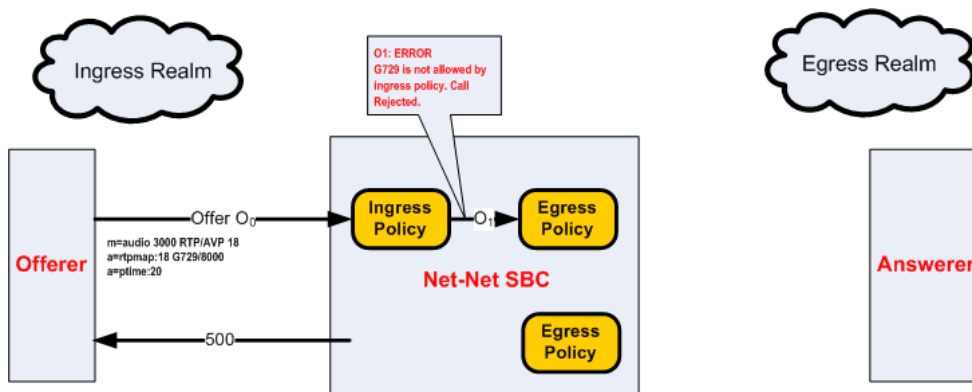 Ingress Realm
O1: ERROR
G729 is not allowed by
ingress policy. Call
Rejected.
Egress Realm
Offerer
Offer O₀
m=audio 3000 RTP/AVP 18
a=rtpmap:18 G729/8000
a=ptime:20
Ingress
Policy
O₁
Egress
Policy
Net-Net SBC
Answerer
500
Egress
Policy